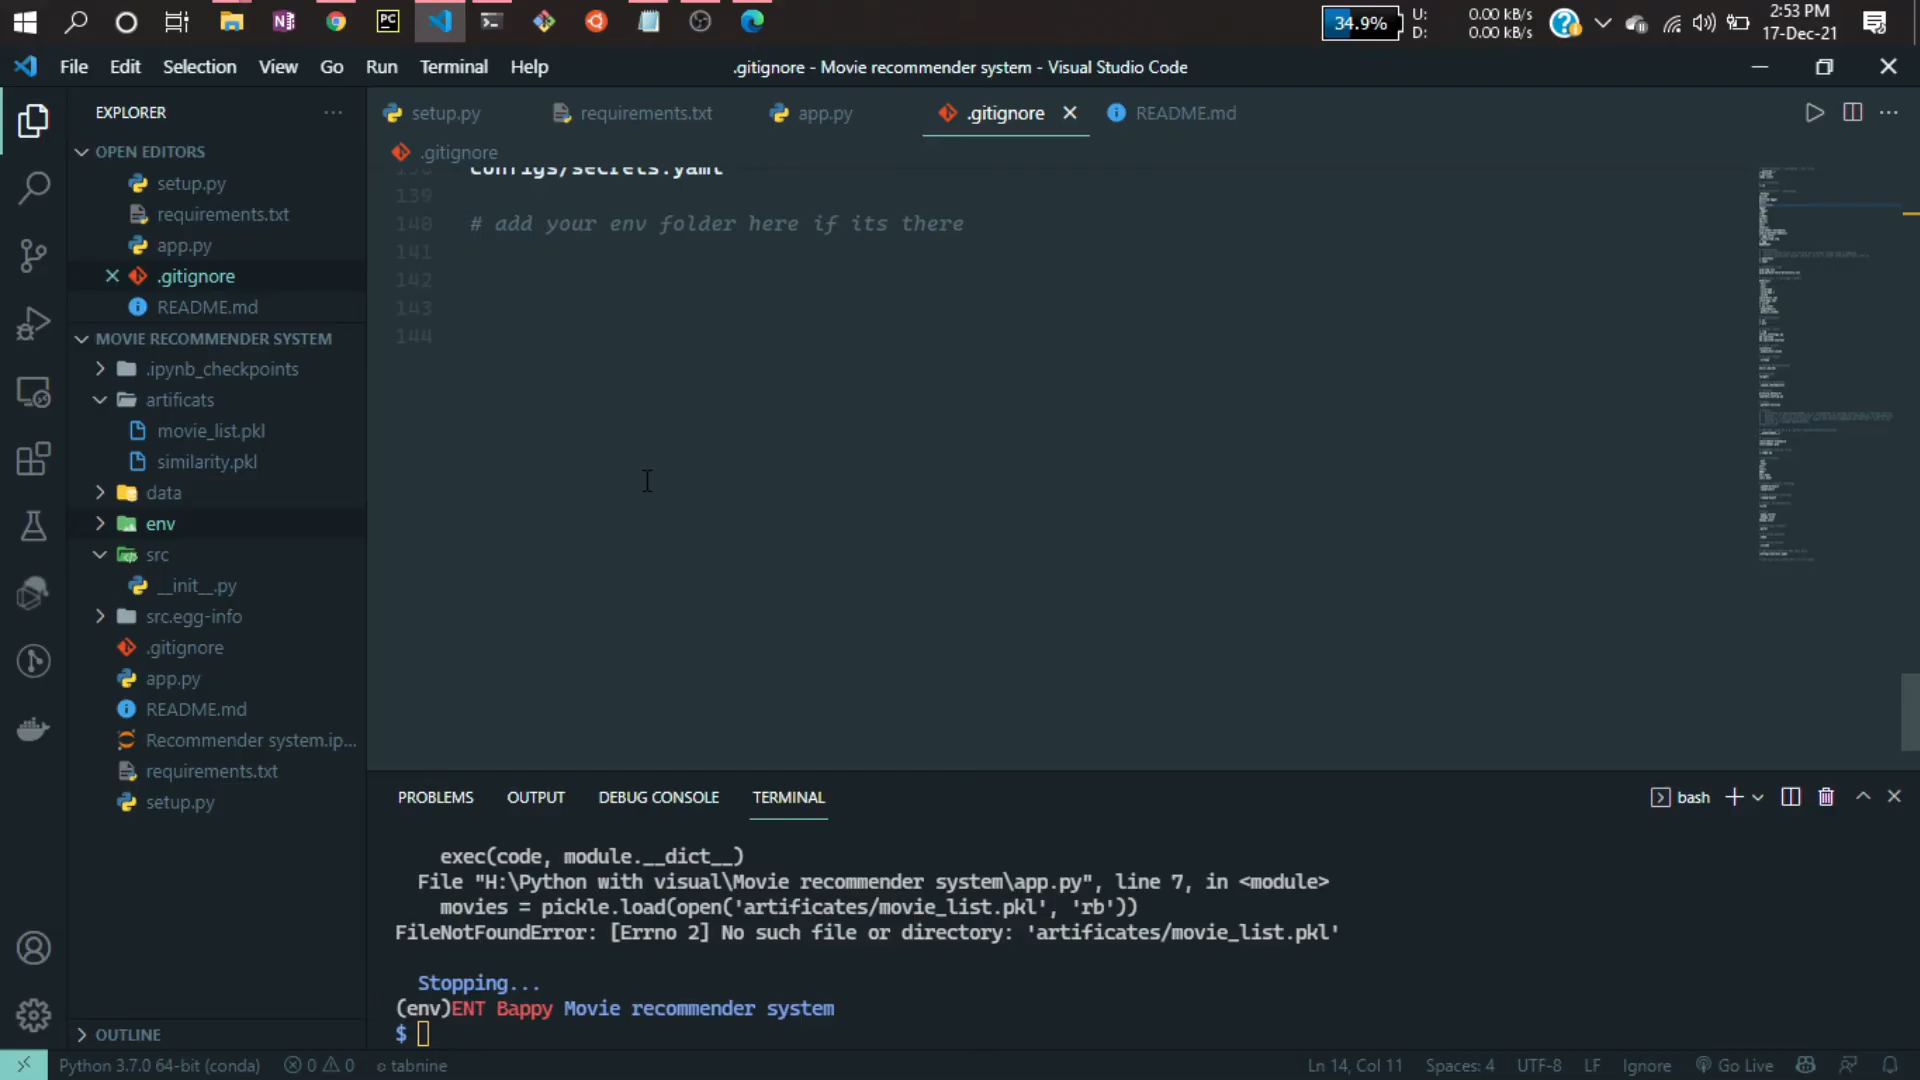 PC
34.9%
U: 0.00 kB/s
D: 0.00 kB/s
2:53 PM
17-Dec-21
File Edit Selection View Go Run Terminal Help
.gitignore - Movie recommender system - Visual Studio Code
EXPLORER
OPEN EDITORS
setup.py
requirements.txt
app.py
.gitignore
README.md
MOVIE RECOMMENDER SYSTEM
.ipynb_checkpoints
artificats
movie_list.pkl
similarity.pkl
data
env
src
__init__.py
src.egg-info
.gitignore
app.py
README.md
Recommender system.ip...
requirements.txt
setup.py
OUTLINE
setup.py requirements.txt app.py .gitignore README.md
.gitignore
138 configs/secrets.yaml
139
140 # add your env folder here if its there
141
142
143
144
PROBLEMS OUTPUT DEBUG CONSOLE TERMINAL
bash
exec(code, module.__dict__)
File "H:\Python with visual\Movie recommender system\app.py", line 7, in <module>
movies = pickle.load(open('artificates/movie_list.pkl', 'rb'))
FileNotFoundError: [Errno 2] No such file or directory: 'artificates/movie_list.pkl'
Stopping...
(env)ENT Bappy Movie recommender system
$
Python 3.7.0 64-bit (conda) 0 0 tabnine
Ln 14, Col 11 Spaces: 4 UTF-8 LF Ignore Go Live